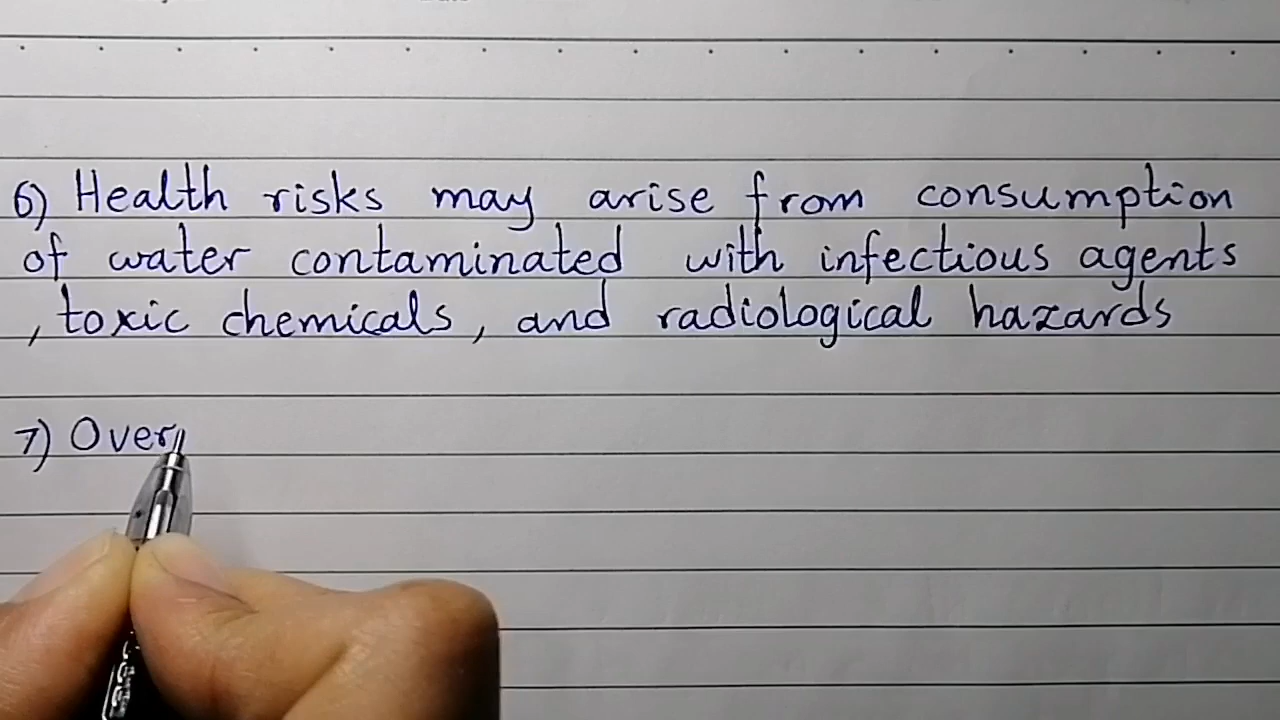 6) Health risks may arise from consumption
of water contaminated with infectious agents
, toxic chemicals, and radiological hazards
7) Over